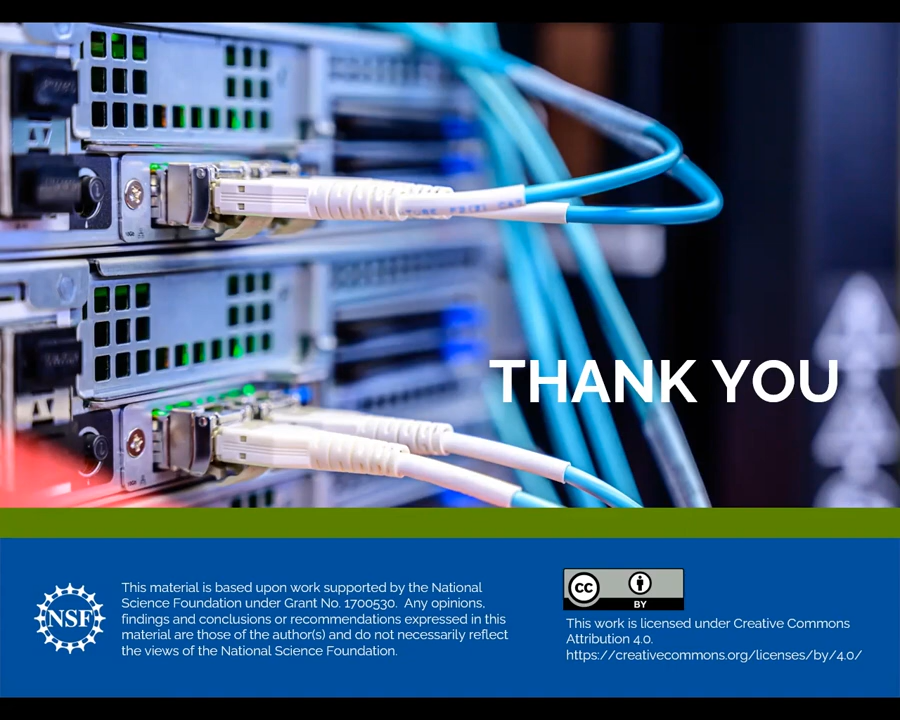 THANK YOU
NSF
This material is based upon work supported by the National
Science Foundation under Grant No. 1700530. Any opinions,
findings and conclusions or recommendations expressed in this
material are those of the author(s) and do not necessarily reflect
the views of the National Science Foundation.
cc
BY
This work is licensed under Creative Commons
Attribution 4.0.
https://creativecommons.org/licenses/by/4.0/